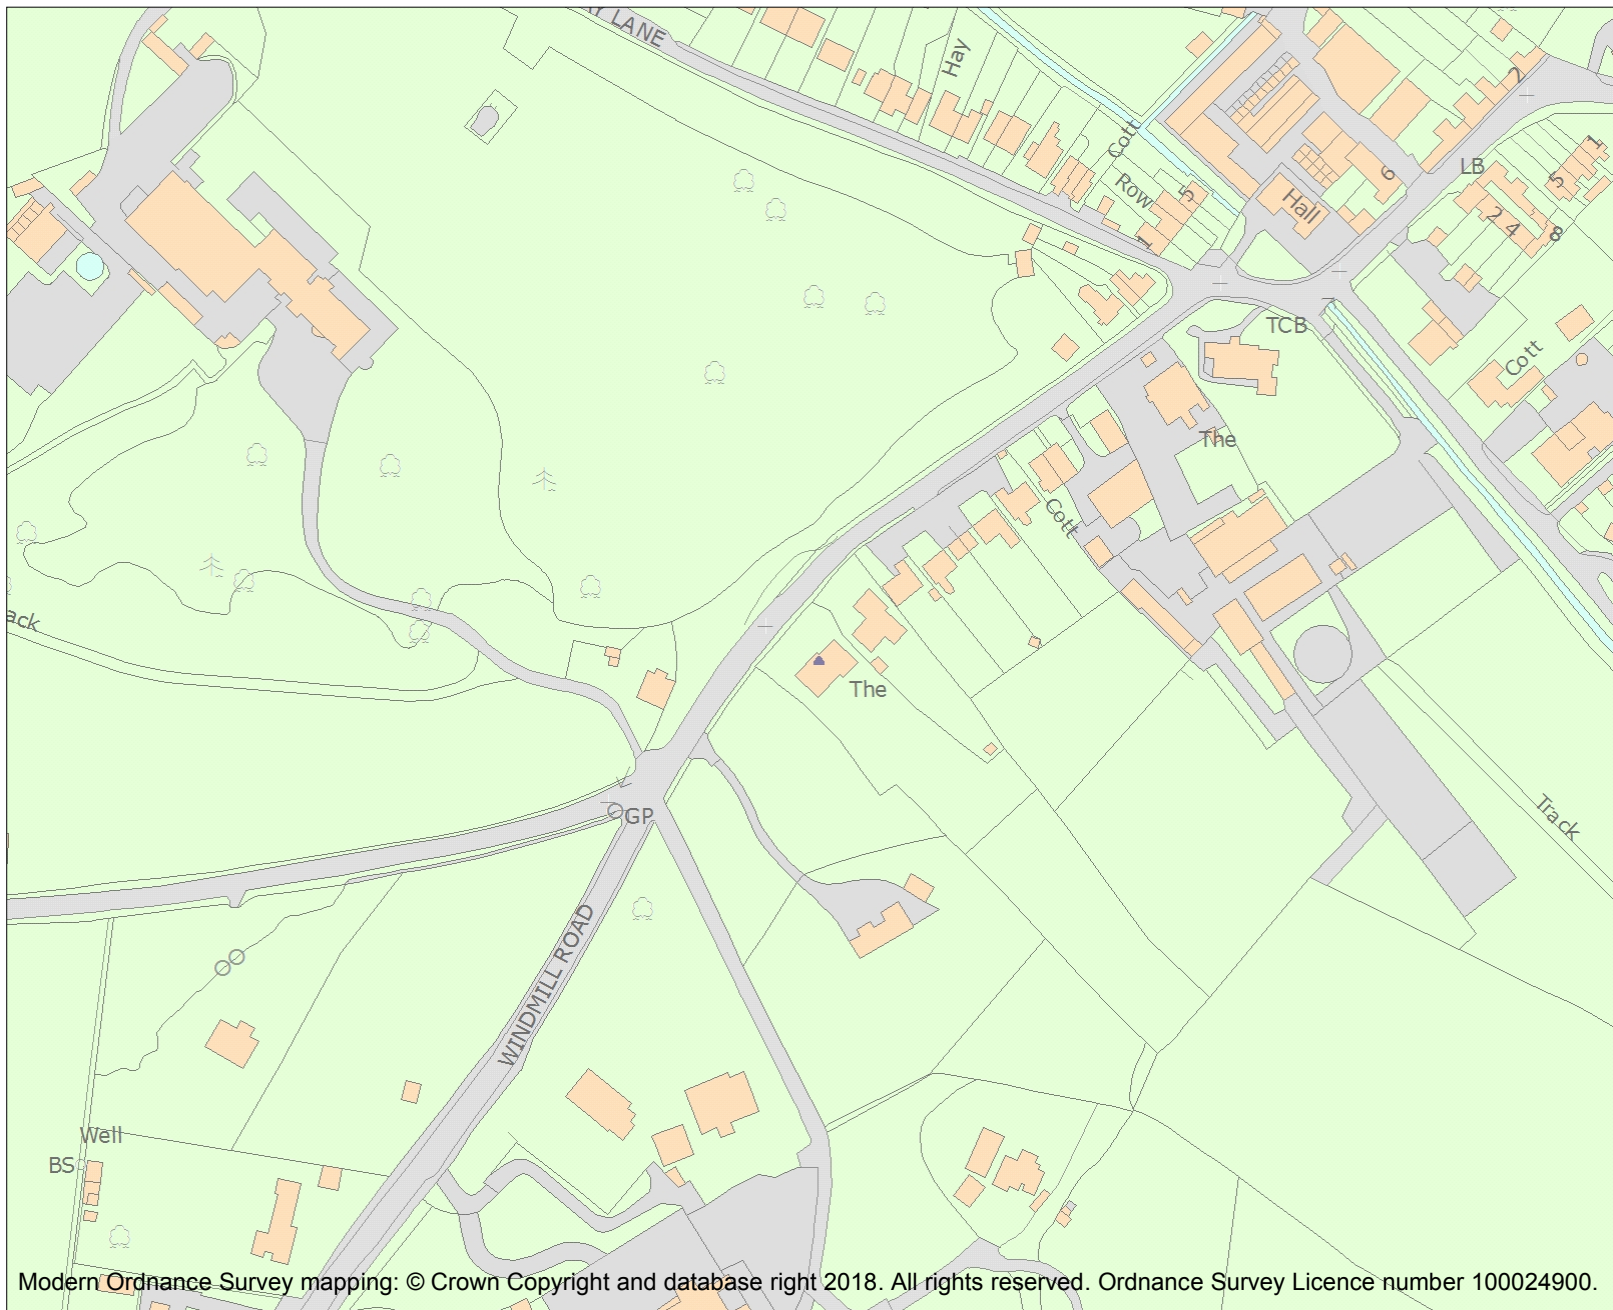 LANE
Hay
2
Cott
LB
1
5
6
Row
5
Hall
2 4
8
1
TCB
Cott
The
Cott
ack
The
GP
Track
WINDMILL ROAD
Well
BS
Modern Ordnance Survey mapping: © Crown Copyright and database right 2018. All rights reserved. Ordnance Survey Licence number 100024900.